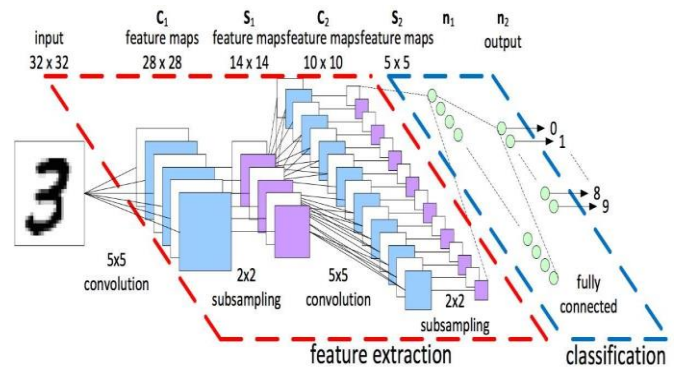 C₁ S₁ C₂ S₂ n₁ n₂
input feature maps feature maps feature maps feature maps output
32 x 32 28 x 28 14 x 14 10 x 10 5 x 5
0
1
8
9
5x5
convolution
2x2
subsampling
5x5
convolution
2x2
subsampling
fully
connected
feature extraction
classification